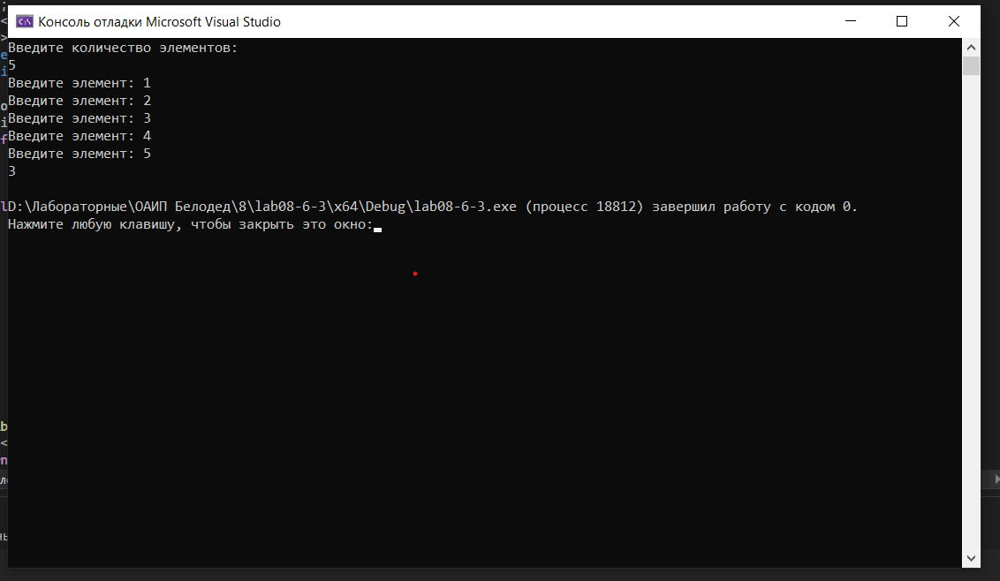 Консоль отладки Microsoft Visual Studio
Введите количество элементов:
5
Введите элемент: 1
Введите элемент: 2
Введите элемент: 3
Введите элемент: 4
Введите элемент: 5
3
D:\Лабораторные\ОАИП Белодед\8\lab08-6-3\x64\Debug\lab08-6-3.exe (процесс 18812) завершил работу с кодом 0.
Нажмите любую клавишу, чтобы закрыть это окно: